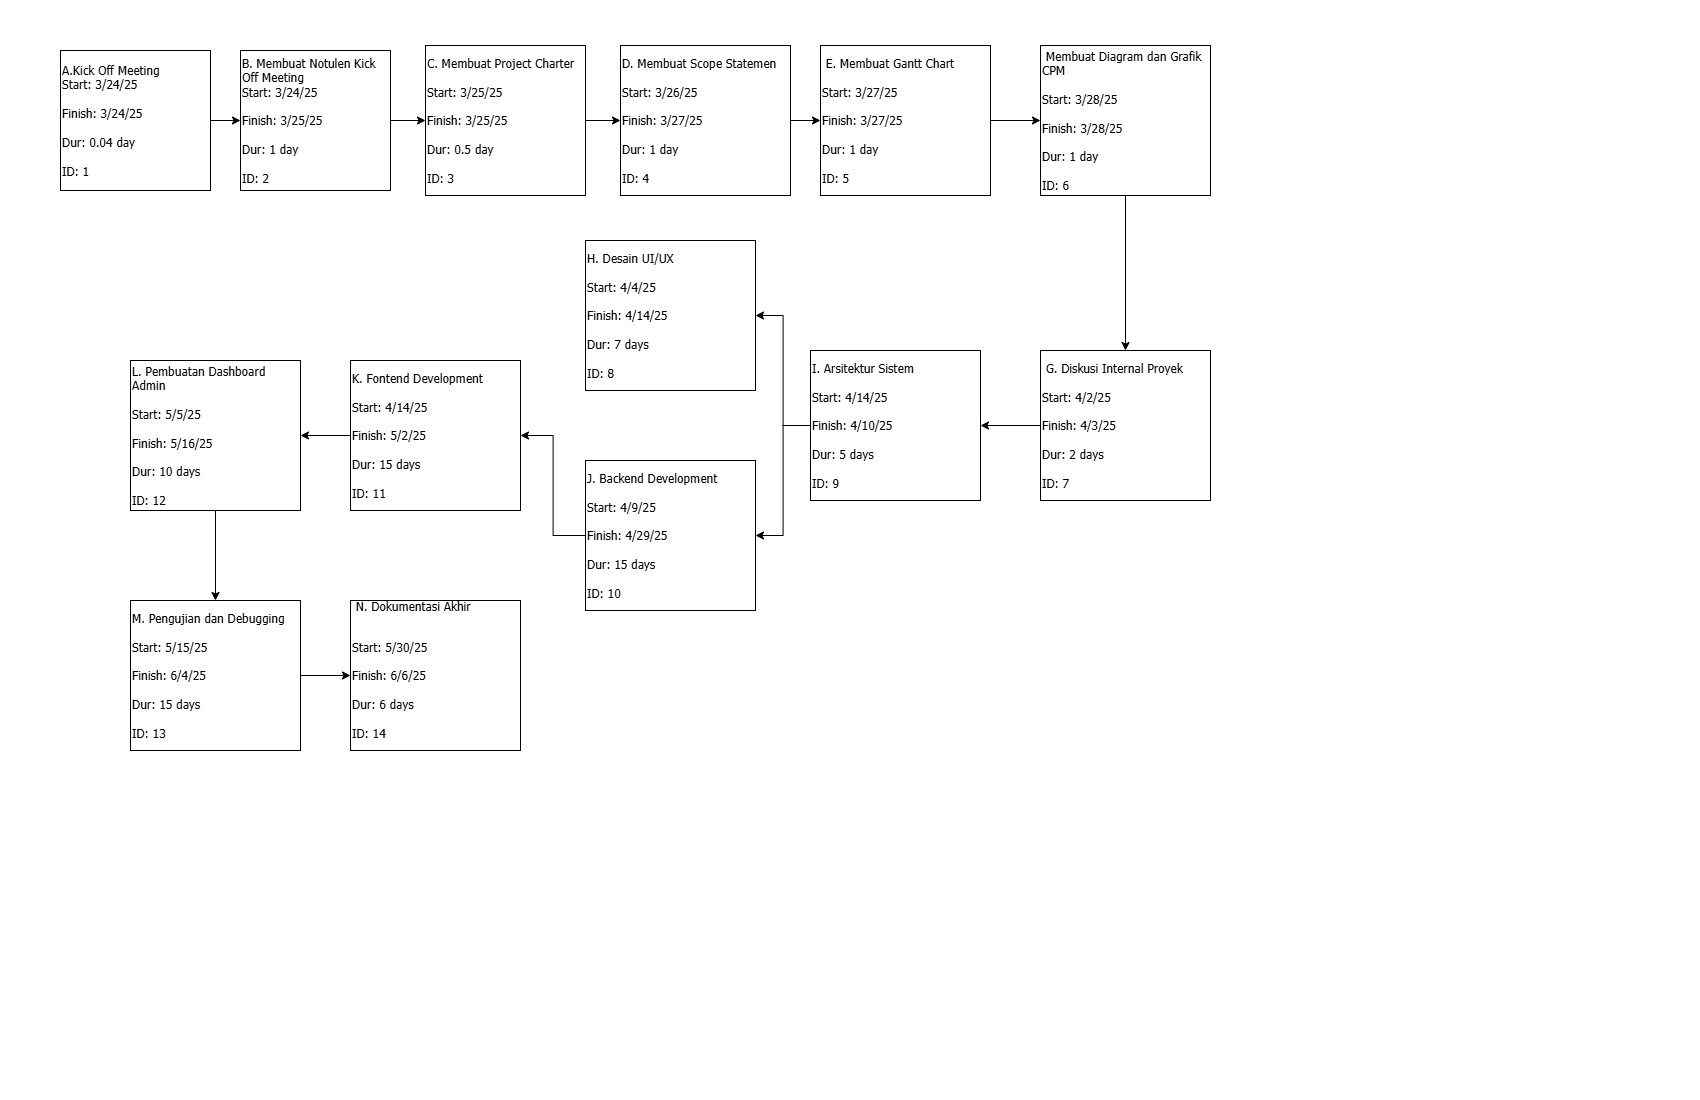 A.Kick Off Meeting
Start: 3/24/25
Finish: 3/24/25
Dur: 0.04 day
ID: 1
B. Membuat Notulen Kick
Off Meeting
Start: 3/24/25
Finish: 3/25/25
Dur: 1 day
ID: 2
C. Membuat Project Charter
Start: 3/25/25
Finish: 3/25/25
Dur: 0.5 day
ID: 3
D. Membuat Scope Statemen
Start: 3/26/25
Finish: 3/27/25
Dur: 1 day
ID: 4
E. Membuat Gantt Chart
Start: 3/27/25
Finish: 3/27/25
Dur: 1 day
ID: 5
Membuat Diagram dan Grafik
CPM
Start: 3/28/25
Finish: 3/28/25
Dur: 1 day
ID: 6
G. Diskusi Internal Proyek
Start: 4/2/25
Finish: 4/3/25
Dur: 2 days
ID: 7
I. Arsitektur Sistem
Start: 4/14/25
Finish: 4/10/25
Dur: 5 days
ID: 9
H. Desain UI/UX
Start: 4/4/25
Finish: 4/14/25
Dur: 7 days
ID: 8
J. Backend Development
Start: 4/9/25
Finish: 4/29/25
Dur: 15 days
ID: 10
K. Fontend Development
Start: 4/14/25
Finish: 5/2/25
Dur: 15 days
ID: 11
L. Pembuatan Dashboard
Admin
Start: 5/5/25
Finish: 5/16/25
Dur: 10 days
ID: 12
M. Pengujian dan Debugging
Start: 5/15/25
Finish: 6/4/25
Dur: 15 days
ID: 13
N. Dokumentasi Akhir
Start: 5/30/25
Finish: 6/6/25
Dur: 6 days
ID: 14